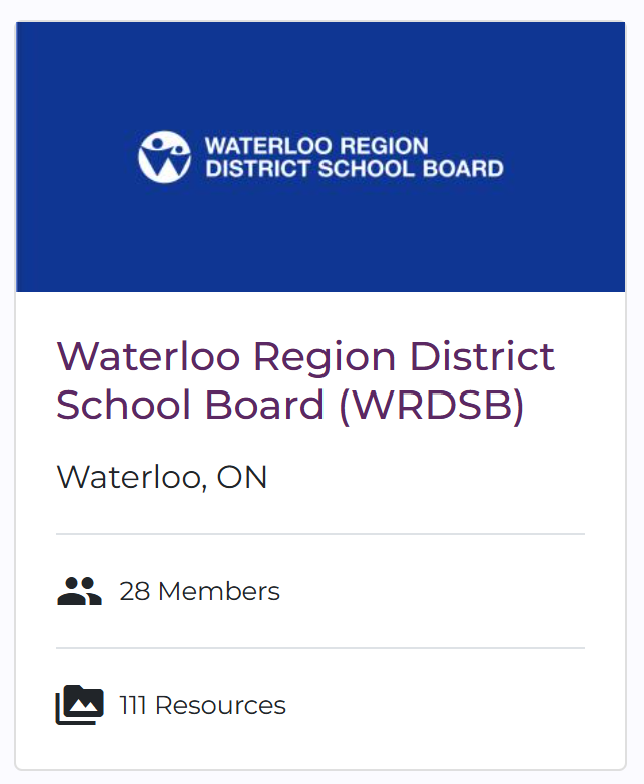 WATERLOO REGION
DISTRICT SCHOOL BOARD
Waterloo Region District
School Board (WRDSB)
Waterloo, ON
28 Members
111 Resources